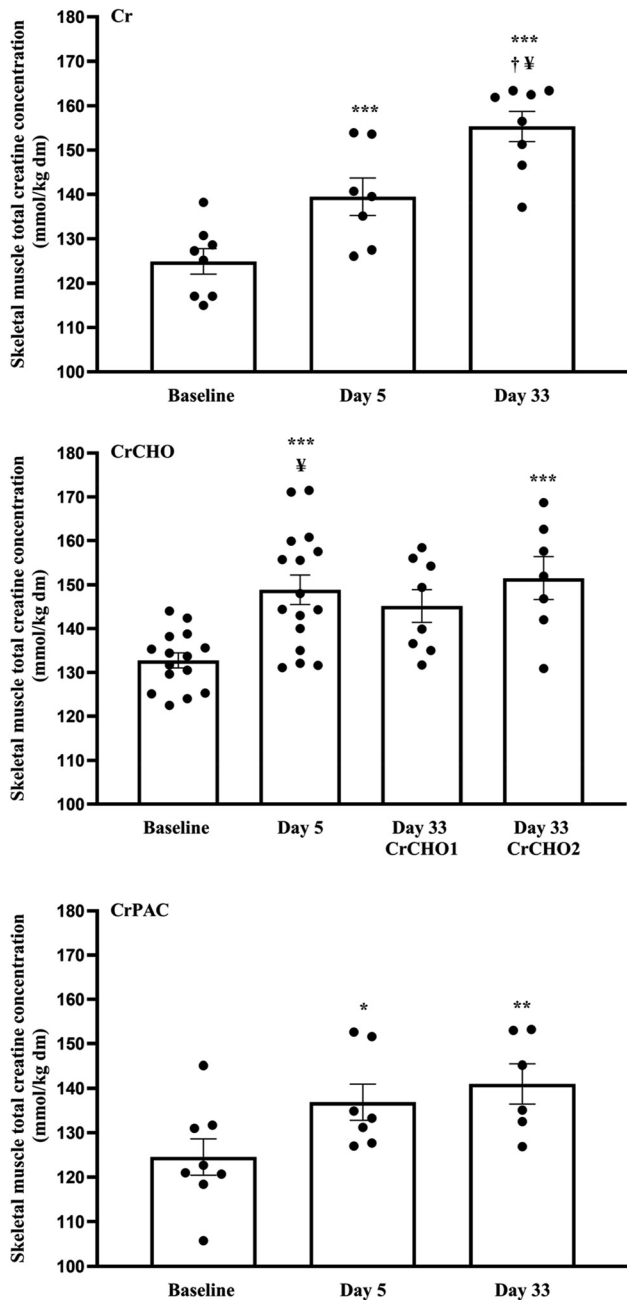 Cr
Skeletal muscle total creatine concentration
(mmol/kg dm)
180
170
160
150
140
130
120
110
100
***
***
† ¥
Baseline
Day 5
Day 33
CrCHO
Skeletal muscle total creatine concentration
(mmol/kg dm)
180
170
160
150
140
130
120
110
100
***
¥
***
Baseline
Day 5
Day 33
CrCHO1
Day 33
CrCHO2
CrPAC
Skeletal muscle total creatine concentration
(mmol/kg dm)
180
170
160
150
140
130
120
110
100
*
**
Baseline
Day 5
Day 33